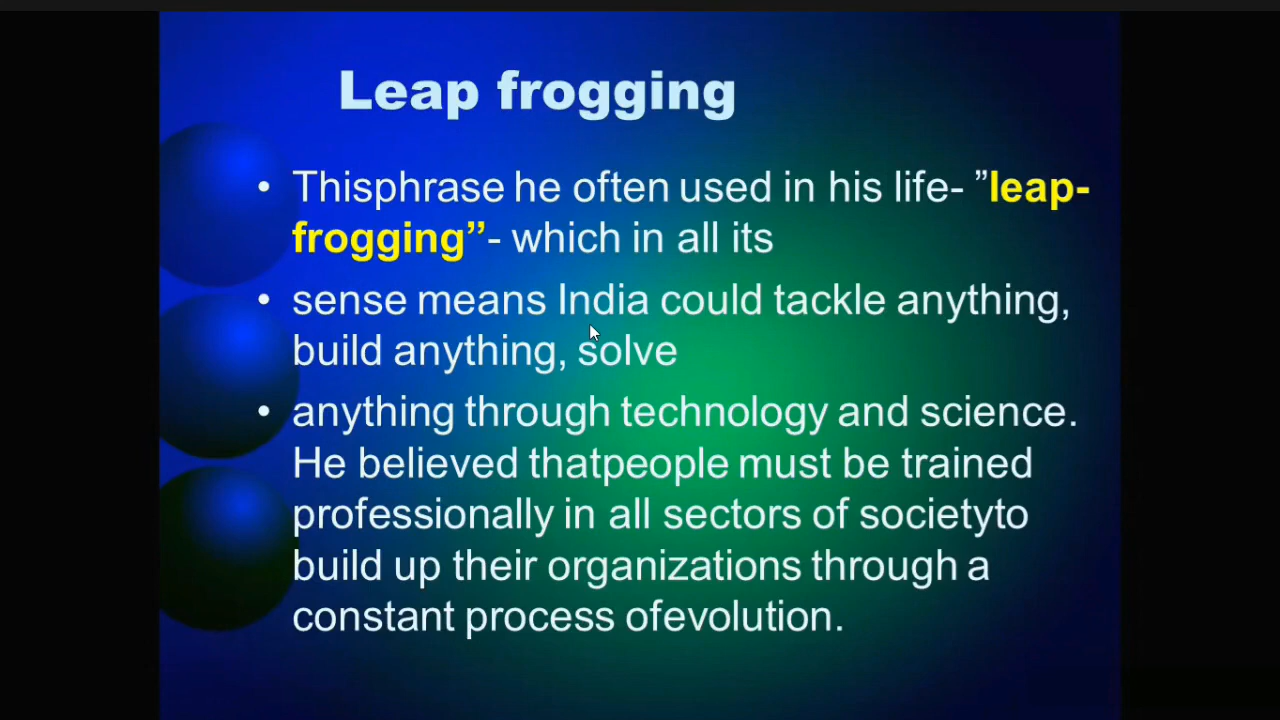 Leap frogging
• Thisphrase he often used in his life- ”leap-
frogging”- which in all its
• sense means India could tackle anything,
build anything, solve
• anything through technology and science.
He believed thatpeople must be trained
professionally in all sectors of societyto
build up their organizations through a
constant process ofevolution.